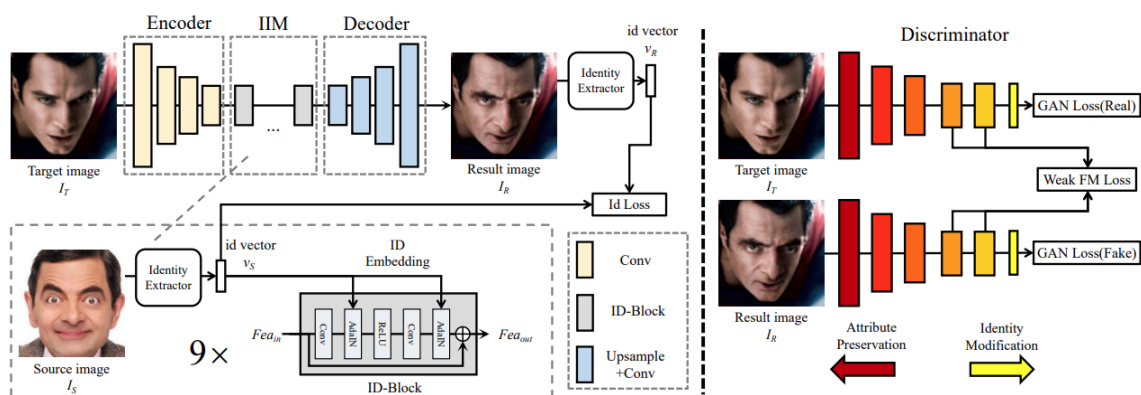 Encoder
IIM
Decoder
id vector
v_R
Identity
Extractor
...
Target image
I_T
Result image
I_R
Id Loss
id vector
v_S
Identity
Extractor
ID
Embedding
Source image
I_S
9×
Fea_in
Conv
AdaIN
ReLU
Conv
AdaIN
Fea_out
ID-Block
Conv
ID-Block
Upsample
+Conv
Discriminator
Target image
I_T
GAN Loss(Real)
Weak FM Loss
GAN Loss(Fake)
Result image
I_R
Attribute
Preservation
Identity
Modification